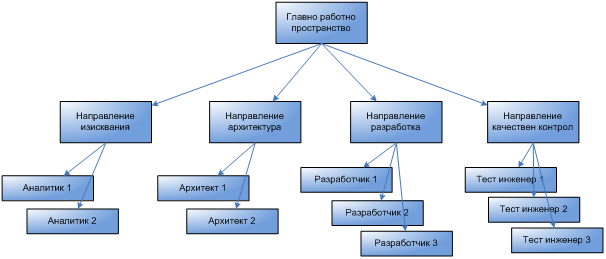 Главно работно
пространство
Направление
изисквания
Направление
архитектура
Направление
разработка
Направление
качествен контрол
Аналитик 1
Аналитик 2
Архитект 1
Архитект 2
Разработчик 1
Разработчик 2
Разработчик 3
Тест инженер 1
Тест инженер 2
Тест инженер 3